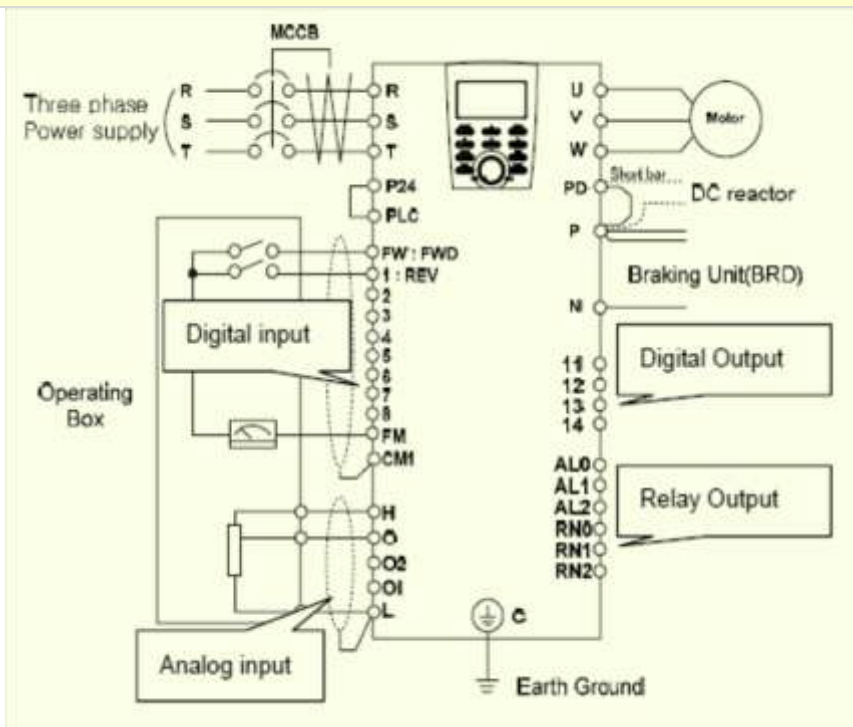 MCCB
Three phase
Power supply
R
S
T
R
S
T
P24
PLC
FW : FWD
1 : REV
2
3
4
5
6
7
8
FM
CM1
Digital input
Operating
Box
H
O
O2
OI
L
Analog input
U
V
W
Motor
PD
Short bar
DC reactor
P
Braking Unit(BRD)
N
11
12
13
14
Digital Output
AL0
AL1
AL2
RN0
RN1
RN2
Relay Output
G
Earth Ground